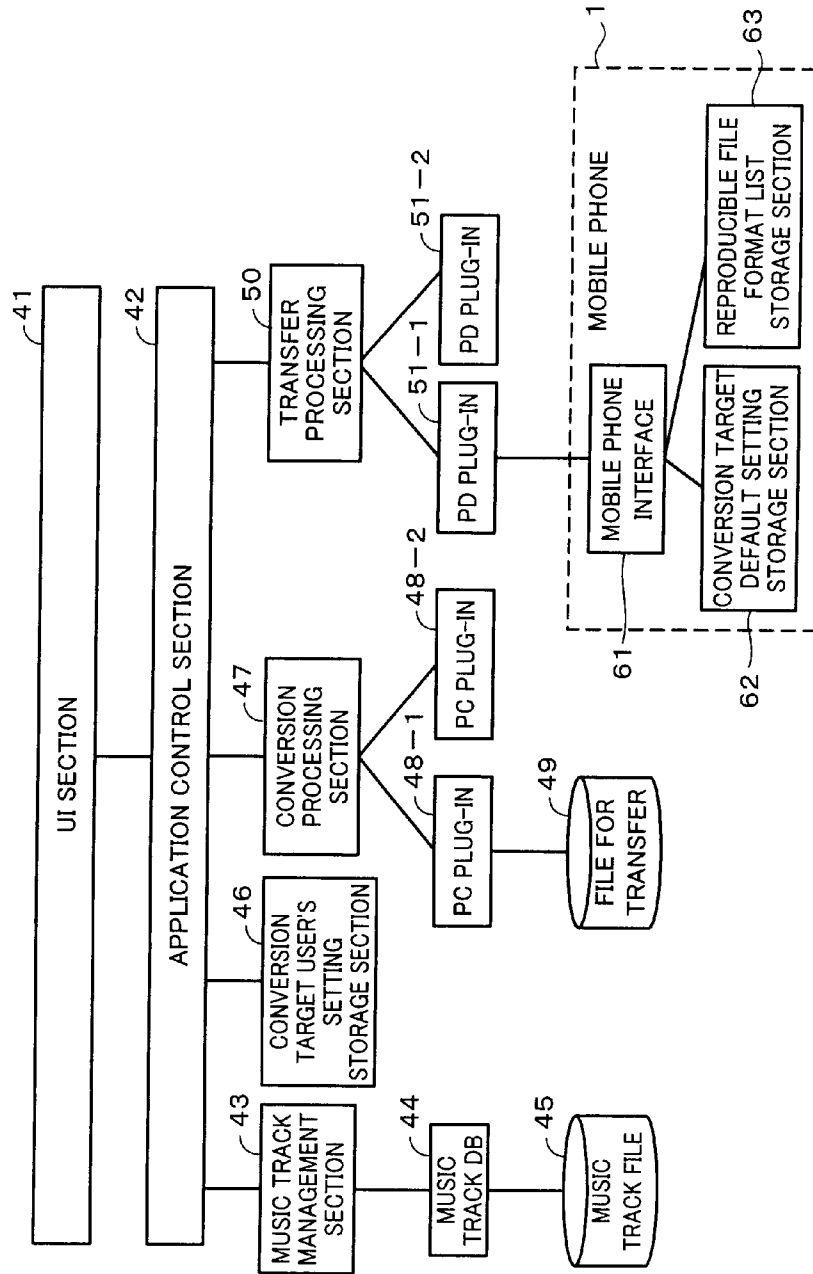 41
UI SECTION
42
APPLICATION CONTROL SECTION
43
MUSIC TRACK
MANAGEMENT
SECTION
44
MUSIC
TRACK DB
45
MUSIC
TRACK FILE
46
CONVERSION
TARGET USER'S
SETTING
STORAGE SECTION
47
CONVERSION
PROCESSING
SECTION
48-1
PC PLUG-IN
48-2
PC PLUG-IN
49
FILE FOR
TRANSFER
50
TRANSFER
PROCESSING
SECTION
51-1
PD PLUG-IN
51-2
PD PLUG-IN
1
MOBILE PHONE
MOBILE PHONE
INTERFACE
61
CONVERSION TARGET
DEFAULT SETTING
STORAGE SECTION
62
REPRODUCIBLE FILE
FORMAT LIST
STORAGE SECTION
63